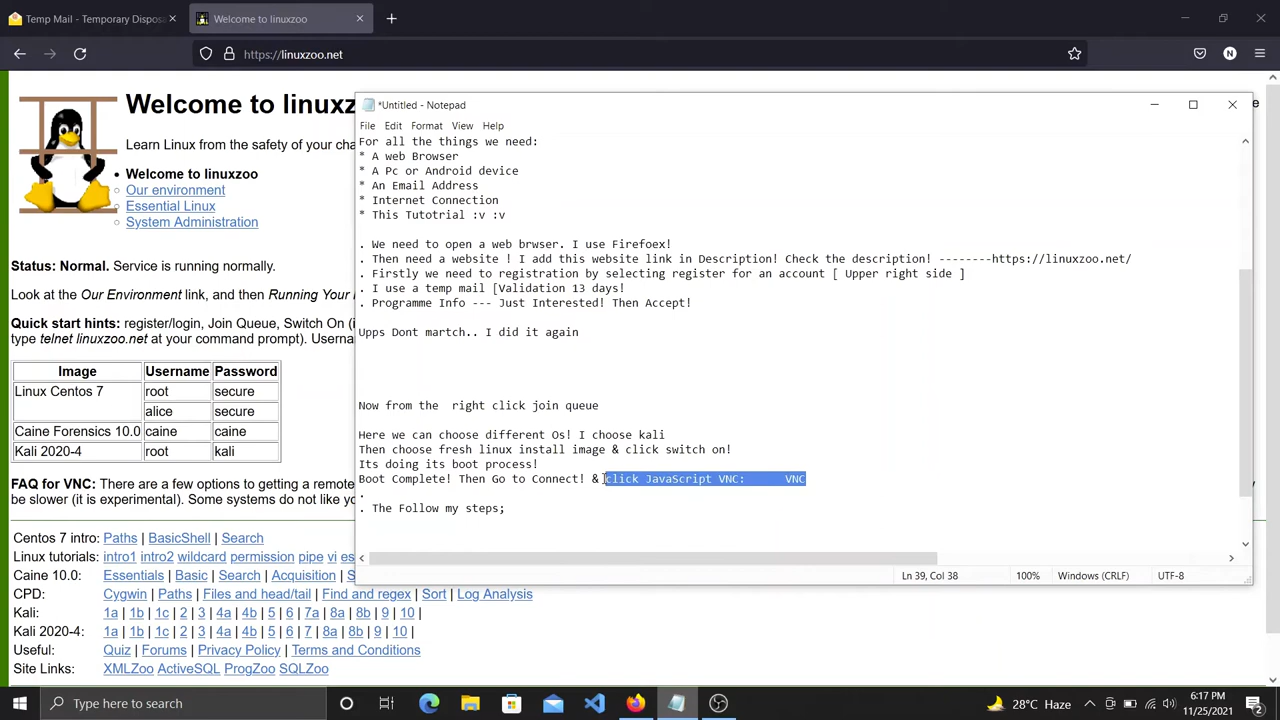 Temp Mail - Temporary Dispos
Welcome to linuxzoo
https://linuxzoo.net
Welcome to linuxz
Learn Linux from the safety of your cha
Welcome to linuxzoo
Our environment
Essential Linux
System Administration
Status: Normal. Service is running normally.
Look at the Our Environment link, and then Running Your
Quick start hints: register/login, Join Queue, Switch On (i
type telnet linuxzoo.net at your command prompt). Userna
Image Username Password
Linux Centos 7 root secure
alice secure
Caine Forensics 10.0 caine caine
Kali 2020-4 root kali
FAQ for VNC: There are a few options to getting a remote
be slower (it is experimental). Some systems do not like yo
Centos 7 intro: Paths | BasicShell | Search
Linux tutorials: intro1 intro2 wildcard permission pipe vi es
Caine 10.0: Essentials | Basic | Search | Acquisition | S
CPD: Cygwin | Paths | Files and head/tail | Find and regex | Sort | Log Analysis
Kali: 1a | 1b | 1c | 2 | 3 | 4a | 4b | 5 | 6 | 7a | 8a | 8b | 9 | 10 |
Kali 2020-4: 1a | 1b | 1c | 2 | 3 | 4a | 4b | 5 | 6 | 7 | 8a | 8b | 9 | 10 |
Useful: Quiz | Forums | Privacy Policy | Terms and Conditions
Site Links: XMLZoo ActiveSQL ProgZoo SQLZoo
e
N
*Untitled - Notepad
File Edit Format View Help
For all the things we need:
* A web Browser
* A Pc or Android device
* An Email Address
* Internet Connection
* This Tutotrial :v :v
. We need to open a web brwser. I use Firefoex!
. Then need a website ! I add this website link in Description! Check the description! --------https://linuxzoo.net/
. Firstly we need to registration by selecting register for an account [ Upper right side ]
. I use a temp mail [Validation 13 days!
. Programme Info --- Just Interested! Then Accept!
Upps Dont martch.. I did it again
Now from the  right click join queue
Here we can choose different Os! I choose kali
Then choose fresh linux install image & click switch on!
Its doing its boot process!
Boot Complete! Then Go to Connect! & click JavaScript VNC:      VNC
.
. The Follow my steps;
Ln 39, Col 38 100% Windows (CRLF) UTF-8
Type here to search
28°C Haze
6:17 PM
11/25/2021
2